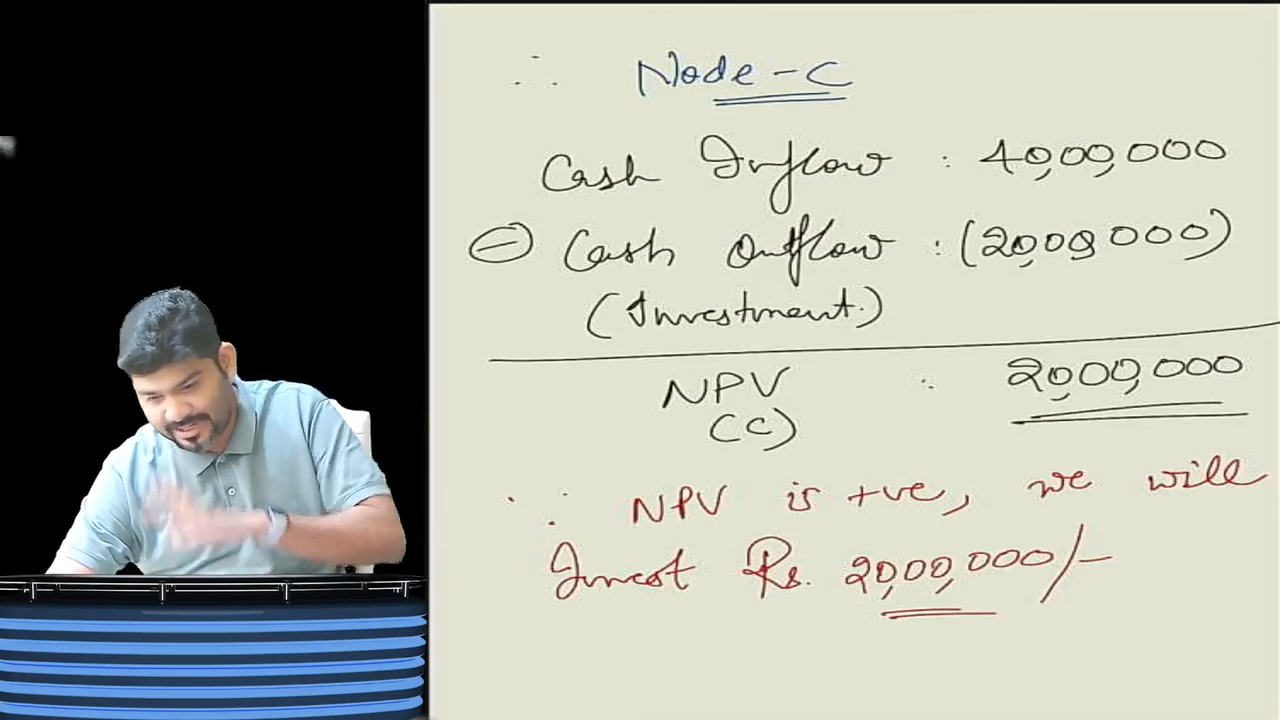 ∴ Node - C
Cash Inflow : 40,00,000
(-) Cash Outflow : (20,00,000)
(Investment.)
NPV : 20,00,000
(C)
∵ NPV is +ve, we will
Invest Rs. 20,00,000/-